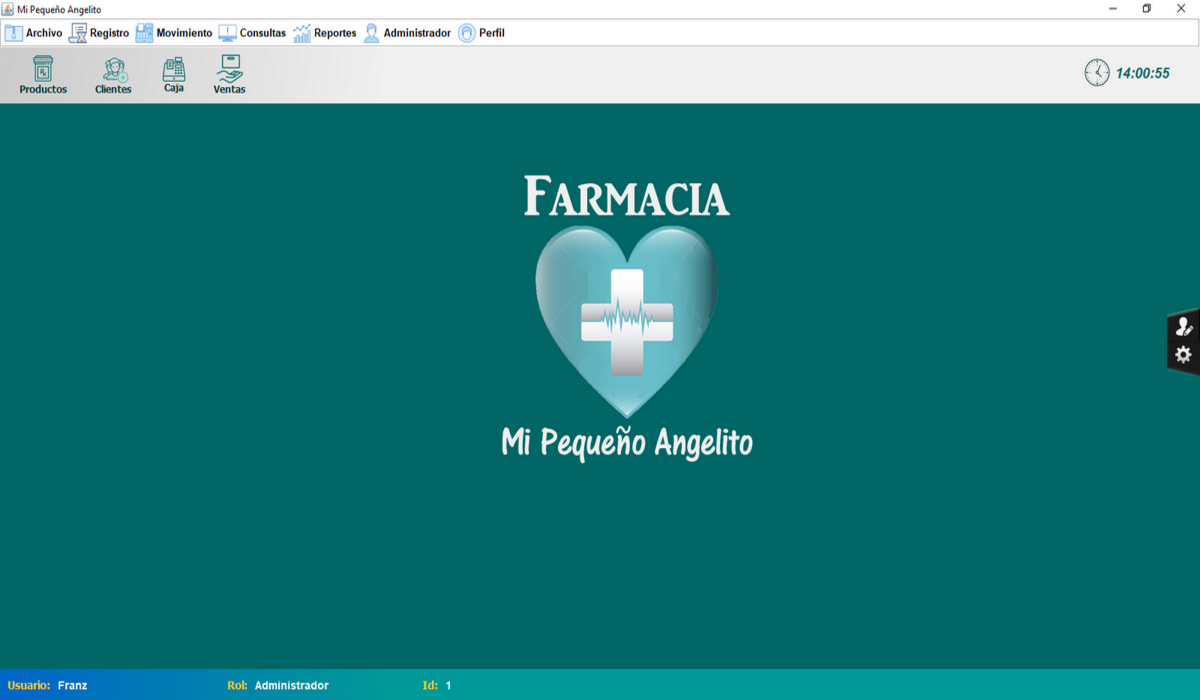 Mi Pequeño Angelito
Archivo Registro Movimiento Consultas Reportes Administrador Perfil
Productos Clientes Caja Ventas
14:00:55
FARMACIA
Mi Pequeño Angelito
Usuario: Franz Rol: Administrador Id: 1